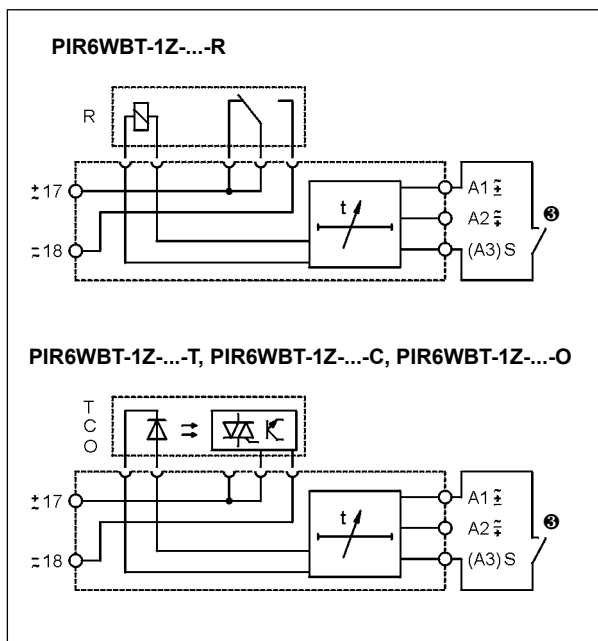 PIR6WBT-1Z-...-R
R
17
A1
t
A2
18
(A3) S
❸
PIR6WBT-1Z-...-T, PIR6WBT-1Z-...-C, PIR6WBT-1Z-...-O
T
C
O
17
A1
t
A2
18
(A3) S
❸